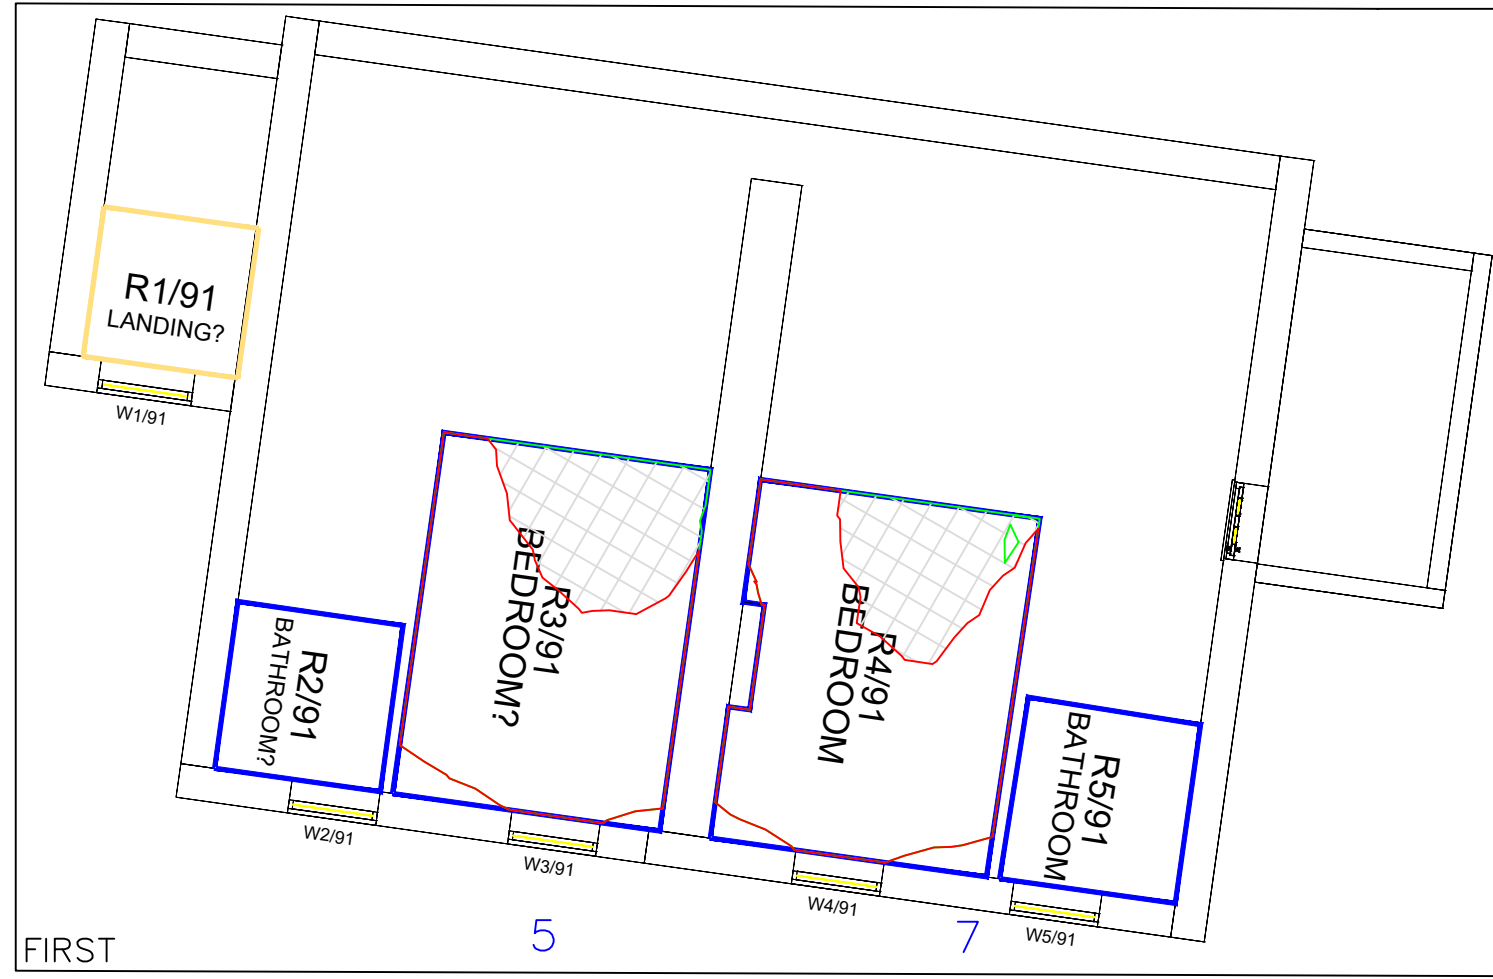 R1/91
LANDING?
W1/91
R2/91
BATHROOM?
W2/91
R3/91
BEDROOM?
W3/91
R4/91
BEDROOM
W4/91
R5/91
BATHROOM
W5/91
5
7
FIRST